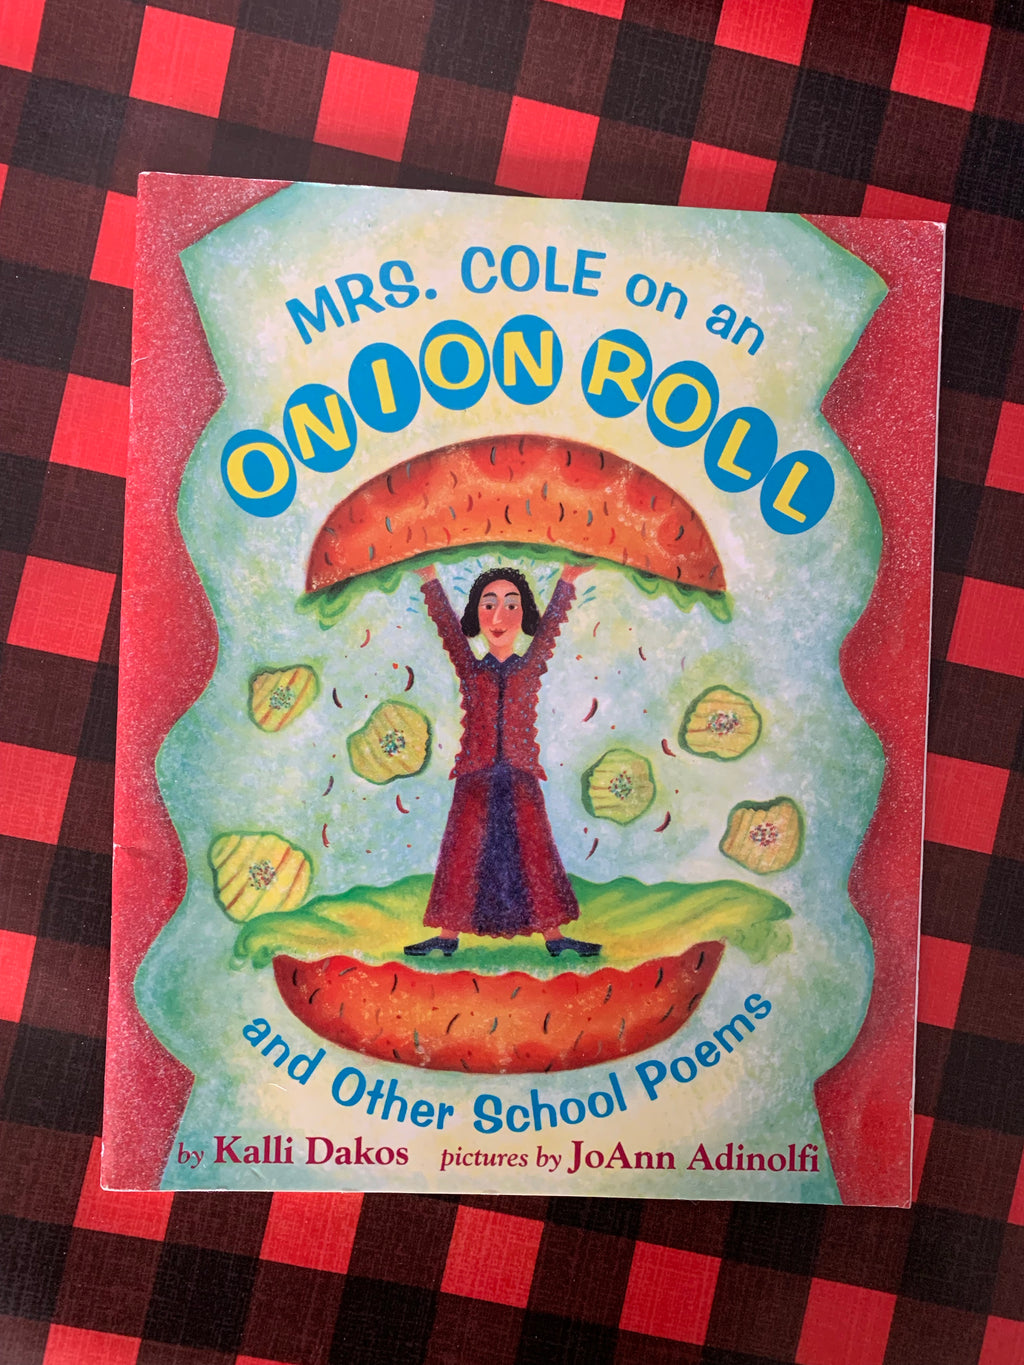 MRS. COLE on an
ONION ROLL
and Other School Poems
by Kalli Dakos pictures by JoAnn Adinolfi